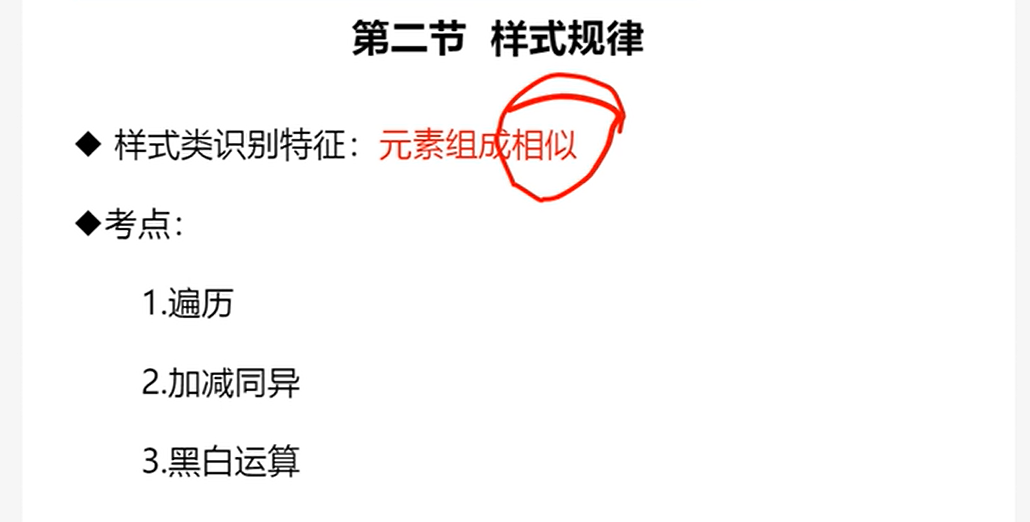 第二节 样式规律
◆ 样式类识别特征：元素组成相似
◆考点：
1.遍历
2.加减同异
3.黑白运算